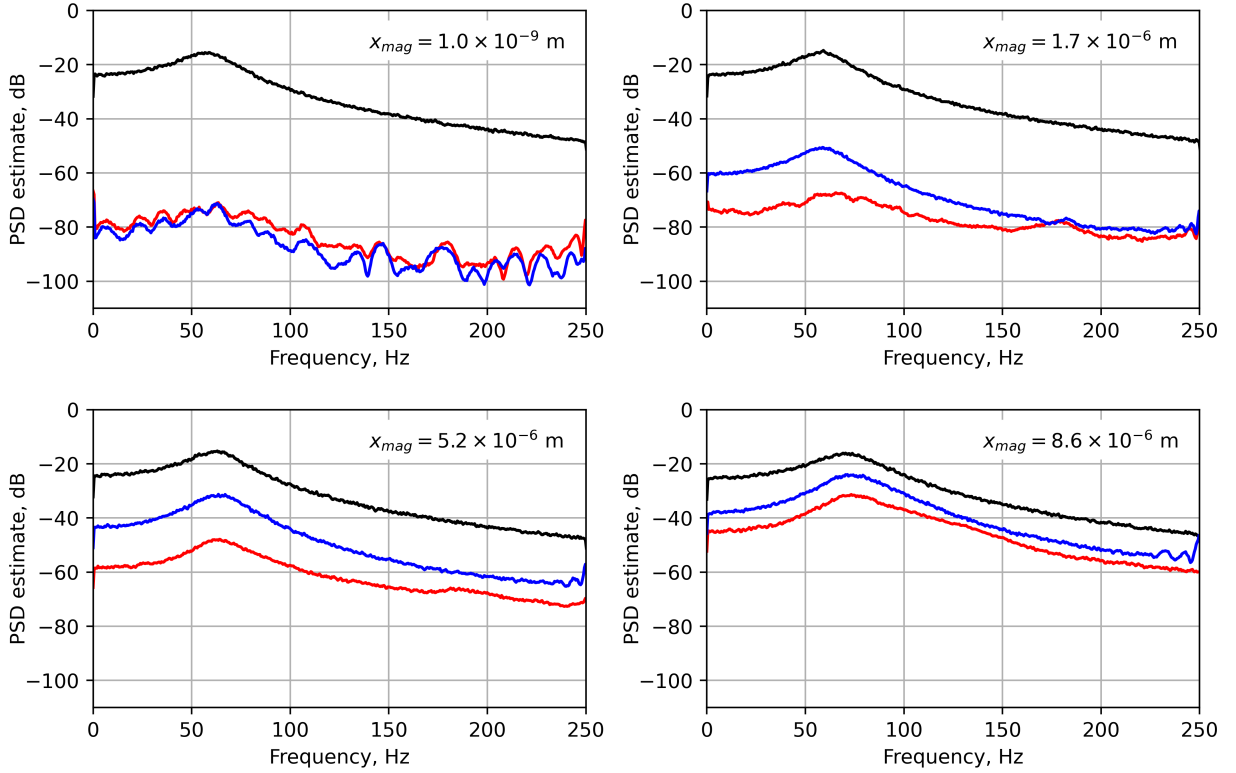 x_mag = 1.0 × 10⁻⁹ m
PSD estimate, dB
0
−20
−40
−60
−80
−100
0 50 100 150 200 250
Frequency, Hz
x_mag = 1.7 × 10⁻⁶ m
PSD estimate, dB
0
−20
−40
−60
−80
−100
0 50 100 150 200 250
Frequency, Hz
x_mag = 5.2 × 10⁻⁶ m
PSD estimate, dB
0
−20
−40
−60
−80
−100
0 50 100 150 200 250
Frequency, Hz
x_mag = 8.6 × 10⁻⁶ m
PSD estimate, dB
0
−20
−40
−60
−80
−100
0 50 100 150 200 250
Frequency, Hz